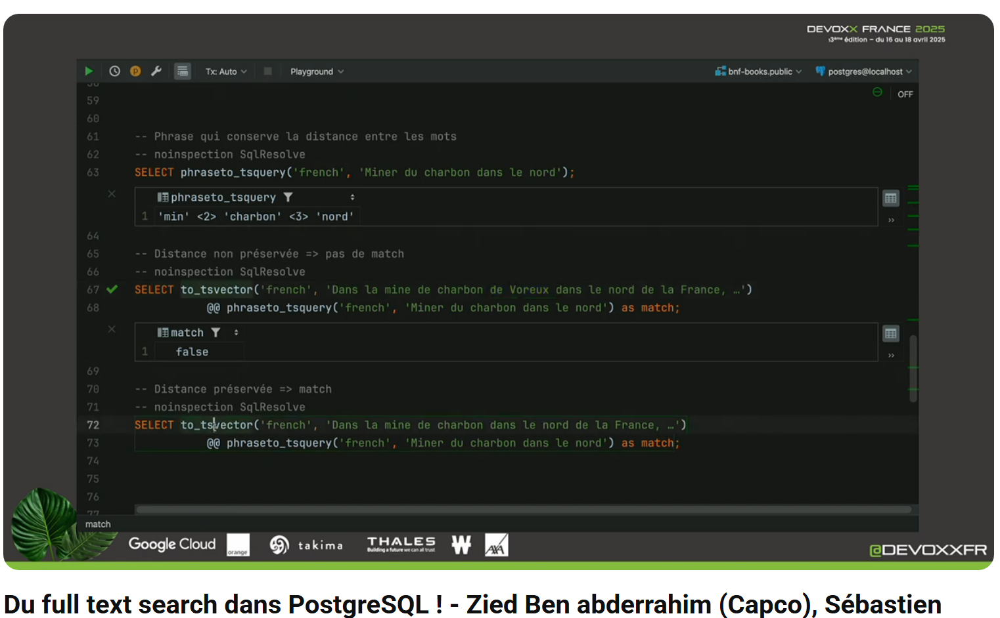 DEVOXX FRANCE 2025
13ème édition – du 16 au 18 avril 2025
Tx: Auto
Playground
bnf-books.public
postgres@localhost
OFF
59
60
61 -- Phrase qui conserve la distance entre les mots
62 -- noinspection SqlResolve
63 SELECT phraseto_tsquery('french', 'Miner du charbon dans le nord');
phraseto_tsquery
1 'min' <2> 'charbon' <3> 'nord'
64
65 -- Distance non préservée => pas de match
66 -- noinspection SqlResolve
67 SELECT to_tsvector('french', 'Dans la mine de charbon de Voreux dans le nord de la France, …')
68 @@ phraseto_tsquery('french', 'Miner du charbon dans le nord') as match;
match
1 false
69
70 -- Distance préservée => match
71 -- noinspection SqlResolve
72 SELECT to_tsvector('french', 'Dans la mine de charbon dans le nord de la France, …')
73 @@ phraseto_tsquery('french', 'Miner du charbon dans le nord') as match;
74
75
76
77
match
Google Cloud
orange
takima
THALES
Building a future we can all trust
W
AXA
@DEVOXXFR
Du full text search dans PostgreSQL ! - Zied Ben abderrahim (Capco), Sébastien